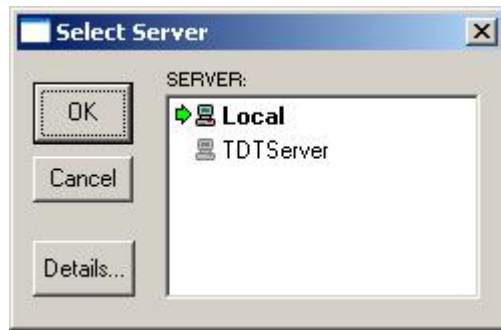 Select Server
SERVER:
OK
Local
TDTServer
Cancel
Details...